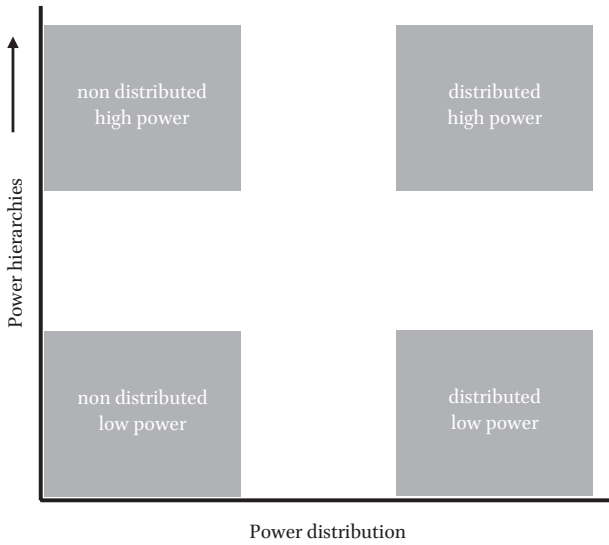 non distributed
high power
distributed
high power
Power hierarchies
non distributed
low power
distributed
low power
Power distribution